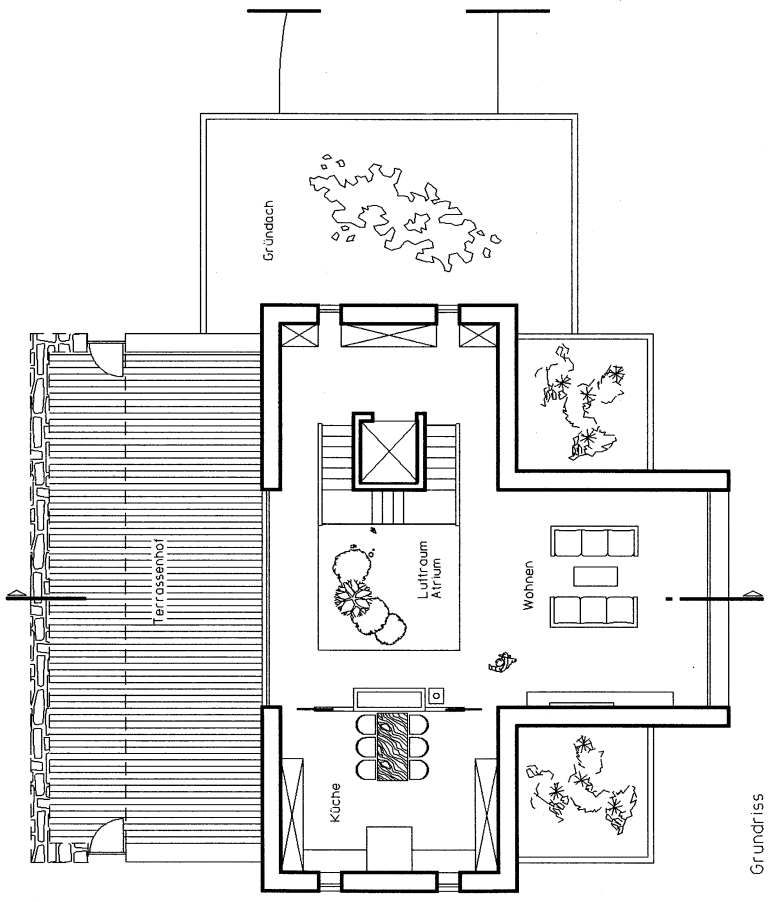 Gründach
Terrassenhof
Luftraum
Atrium
Wohnen
Küche
Grundriss